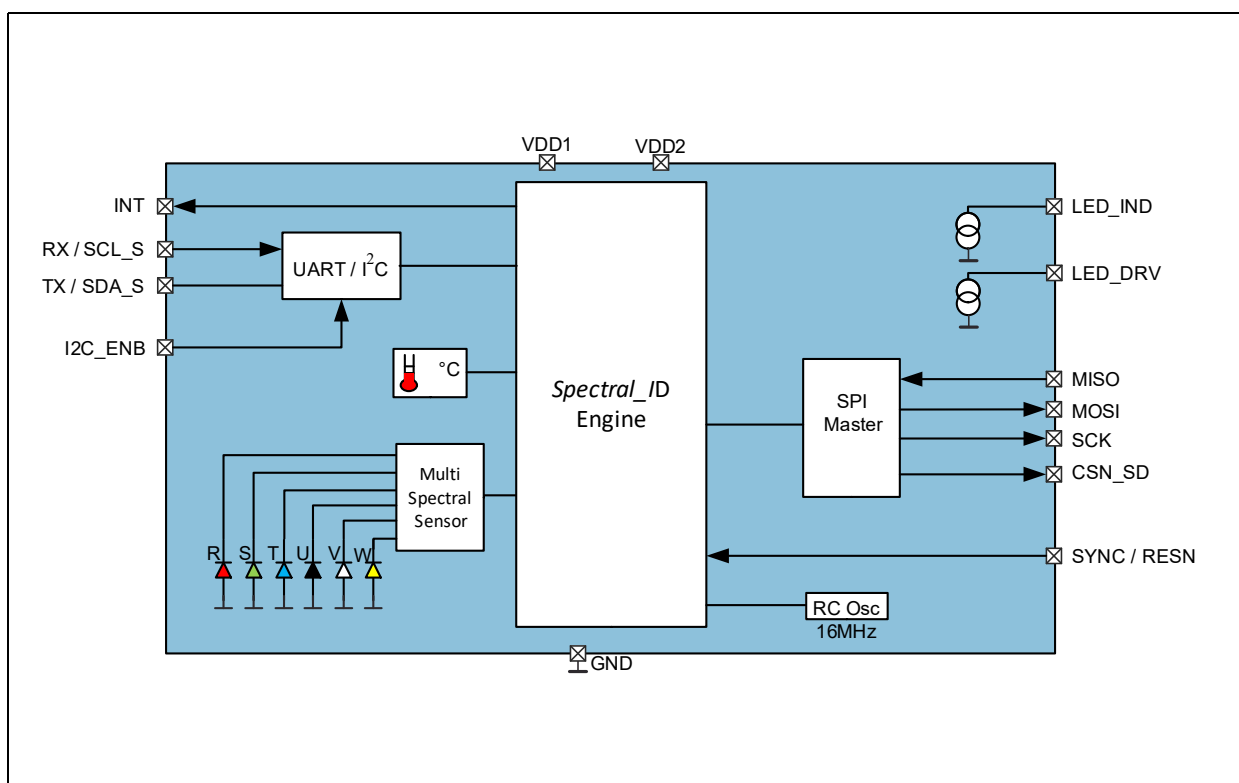 VDD1
VDD2
INT
RX / SCL_S
TX / SDA_S
I2C_ENB
UART / I²C
°C
Multi
Spectral
Sensor
R
S
T
U
V
W
Spectral_ID
Engine
SPI
Master
RC Osc
16MHz
LED_IND
LED_DRV
MISO
MOSI
SCK
CSN_SD
SYNC / RESN
GND